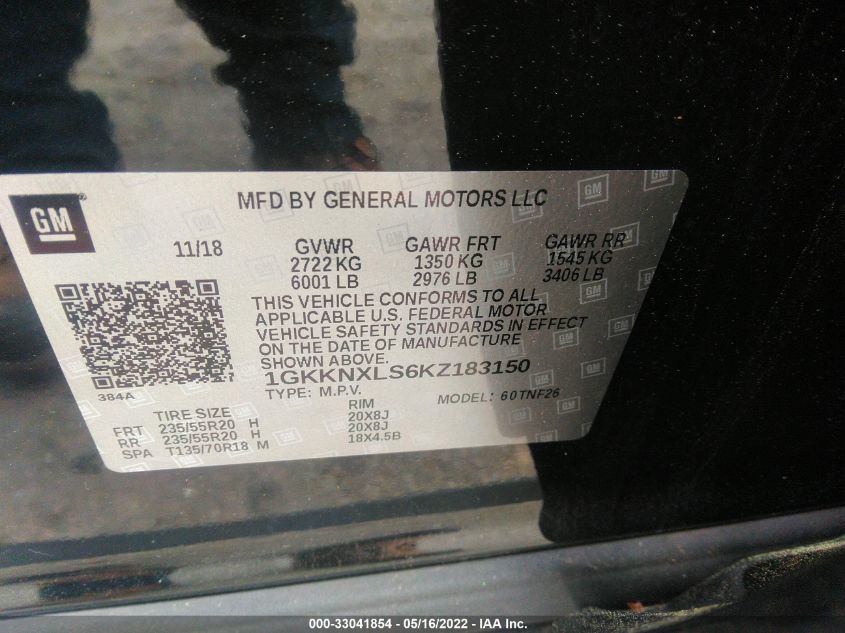 GM
MFD BY GENERAL MOTORS LLC
11/18 GVWR GAWR FRT GAWR RR
2722 KG 1350 KG 1545 KG
6001 LB 2976 LB 3406 LB
THIS VEHICLE CONFORMS TO ALL
APPLICABLE U.S. FEDERAL MOTOR
VEHICLE SAFETY STANDARDS IN EFFECT
ON THE DATE OF MANUFACTURE
SHOWN ABOVE.
1GKKNXLS6KZ183150
384A
TYPE: M.P.V. MODEL: 60TNF26
TIRE SIZE RIM
FRT 235/55R20 H 20X8J
RR 235/55R20 H 20X8J
SPA T135/70R18 M 18X4.5B
000-33041854 - 05/16/2022 - IAA Inc.